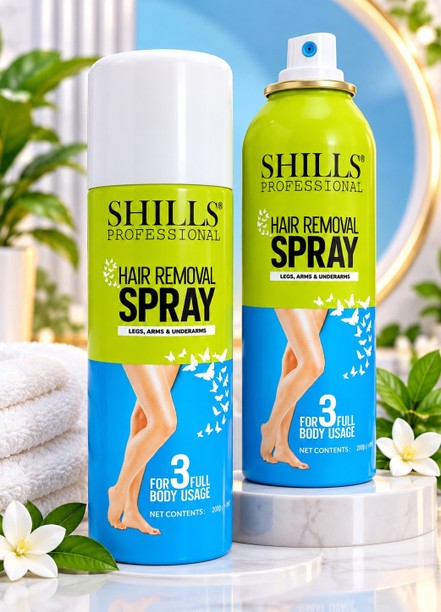 SHILLS®
PROFESSIONAL
HAIR REMOVAL
SPRAY
LEGS, ARMS & UNDERARMS
FOR 3 FULL
BODY USAGE
NET CONTENTS:
SHILLS®
PROFESSIONAL
HAIR REMOVAL
SPRAY
LEGS, ARMS & UNDERARMS
FOR 3 FULL
BODY USAGE
NET CONTENTS: